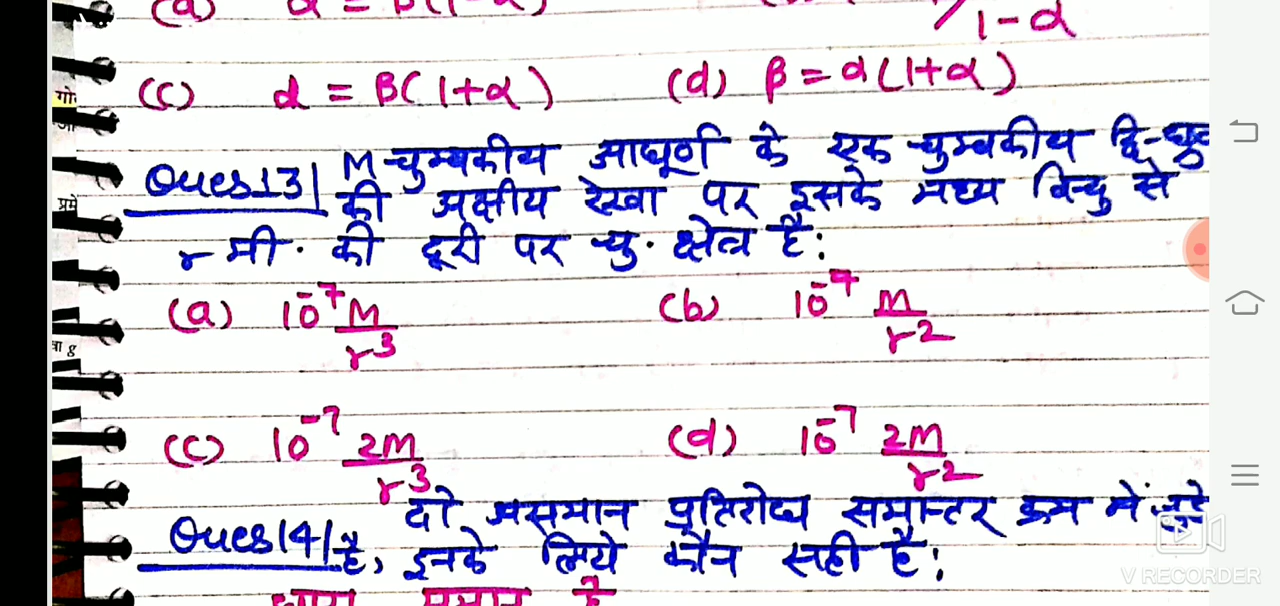 (c) α = β(1+α) (d) β = α(1+α)
Ques13| M-चुम्बकीय आघूर्ण के एक चुम्बकीय द्वि-ध्रुव
की अक्षीय रेखा पर इसके मध्य विन्दु से
r मी. की दूरी पर चु. क्षेत्र है:
(a) 10⁻⁷ M/r³ (b) 10⁻⁷ M/r²
(c) 10⁻⁷ 2M/r³ (d) 10⁻⁷ 2M/r²
Ques14| दो असमान प्रतिरोध समान्तर क्रम में जुड़े
है, इनके लिये कौन सही है:
V RECORDER